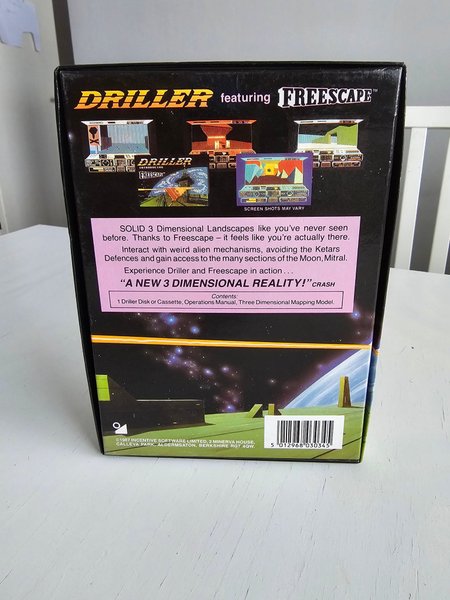 DRILLER featuring FREESCAPE™
DRILLER
FREESCAPE
SCREEN SHOTS MAY VARY
SOLID 3 Dimensional Landscapes like you've never seen
before. Thanks to Freescape – it feels like you're actually there.
Interact with weird alien mechanisms, avoiding the Ketars
Defences and gain access to the many sections of the Moon, Mitral.
Experience Driller and Freescape in action . . .
"A NEW 3 DIMENSIONAL REALITY!" CRASH
Contents:
1 Driller Disk or Cassette, Operations Manual, Three Dimensional Mapping Model.
©1987 INCENTIVE SOFTWARE LIMITED, 2 MINERVA HOUSE,
CALLEVA PARK, ALDERMASTON, BERKSHIRE RG7 4QW.
5 012968 030345